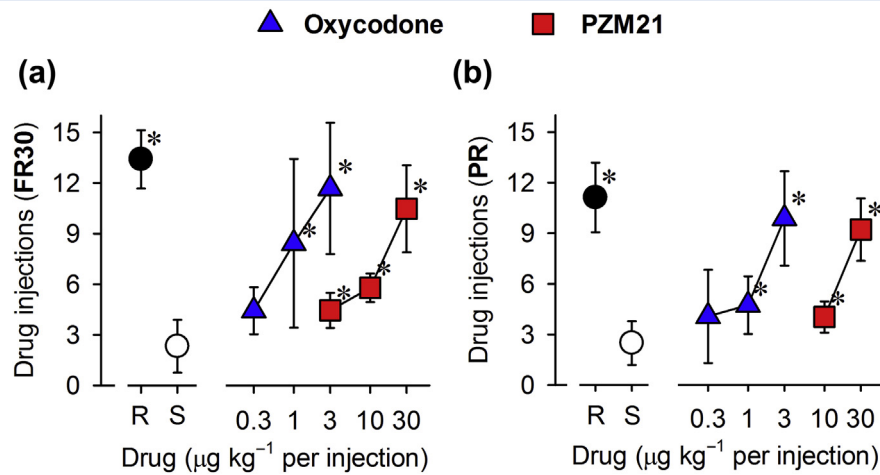 Oxycodone PZM21
(a) (b)
Drug injections (FR30)
15
12
9
6
3
0
* * * * * *
R S 0.3 1 3 10 30
Drug (μg kg⁻¹ per injection)
Drug injections (PR)
15
12
9
6
3
0
* * * * *
R S 0.3 1 3 10 30
Drug (μg kg⁻¹ per injection)